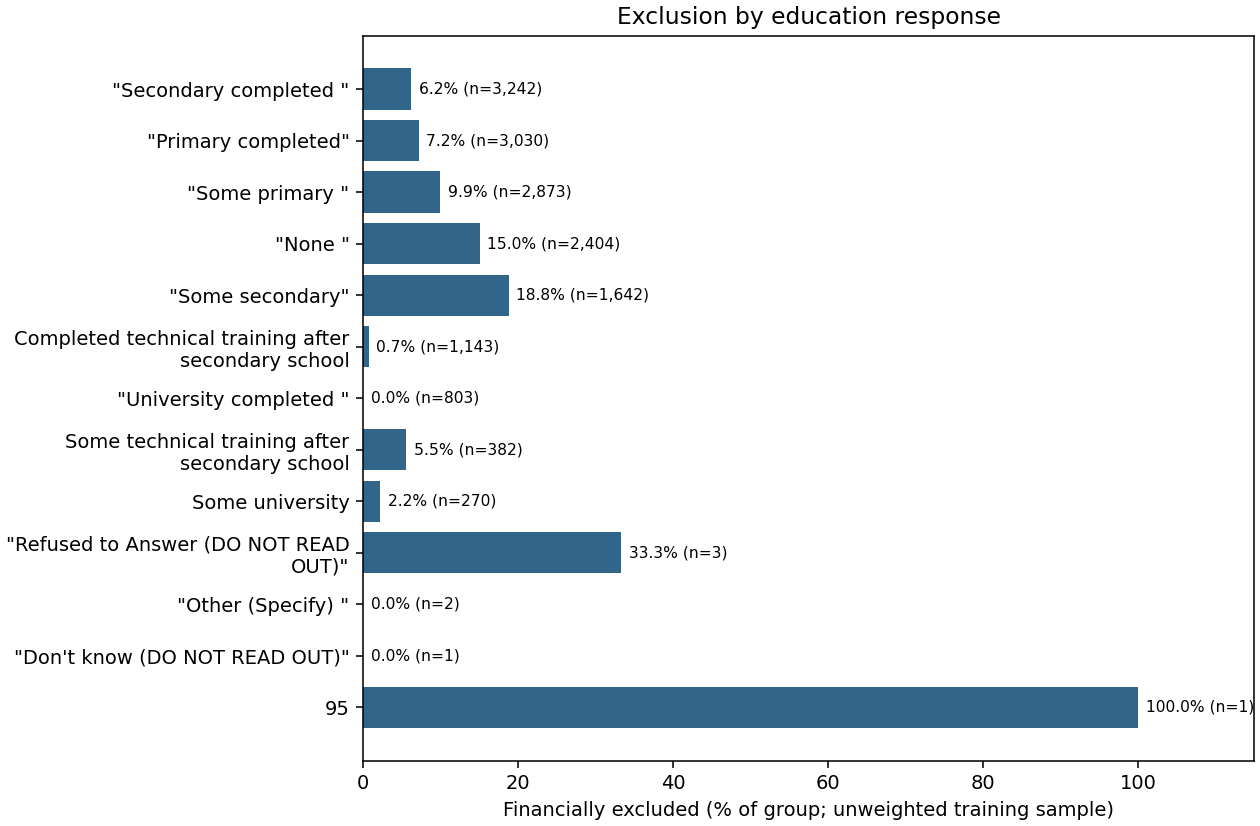 Exclusion by education response
"Secondary completed " 6.2% (n=3,242)
"Primary completed" 7.2% (n=3,030)
"Some primary " 9.9% (n=2,873)
"None " 15.0% (n=2,404)
"Some secondary" 18.8% (n=1,642)
Completed technical training after
secondary school 0.7% (n=1,143)
"University completed " 0.0% (n=803)
Some technical training after
secondary school 5.5% (n=382)
Some university 2.2% (n=270)
"Refused to Answer (DO NOT READ
OUT)" 33.3% (n=3)
"Other (Specify) " 0.0% (n=2)
"Don't know (DO NOT READ OUT)" 0.0% (n=1)
95 100.0% (n=1)
0 20 40 60 80 100
Financially excluded (% of group; unweighted training sample)